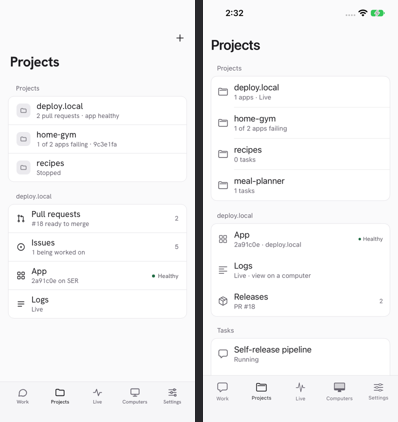 Projects
Projects
deploy.local
2 pull requests · app healthy
home-gym
1 of 2 apps failing · 9c3e1fa
recipes
Stopped
deploy.local
Pull requests
#18 ready to merge
2
Issues
1 being worked on
5
App
2a91c0e on SER
Healthy
Logs
Live
Work
Projects
Live
Computers
Settings
2:32
Projects
Projects
deploy.local
1 apps · Live
home-gym
1 of 2 apps failing
recipes
0 tasks
meal-planner
1 tasks
deploy.local
App
2a91c0e · deploy.local
Healthy
Logs
Live · view on a computer
Releases
PR #18
2
Tasks
Self-release pipeline
Running
Work
Projects
Live
Computers
Settings